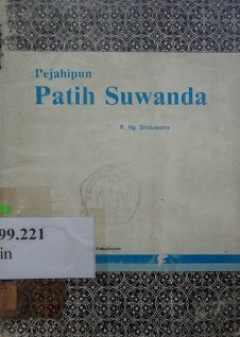 Pejahipun
Patih Suwanda
R. Ng. Sindusastra
99.221
in